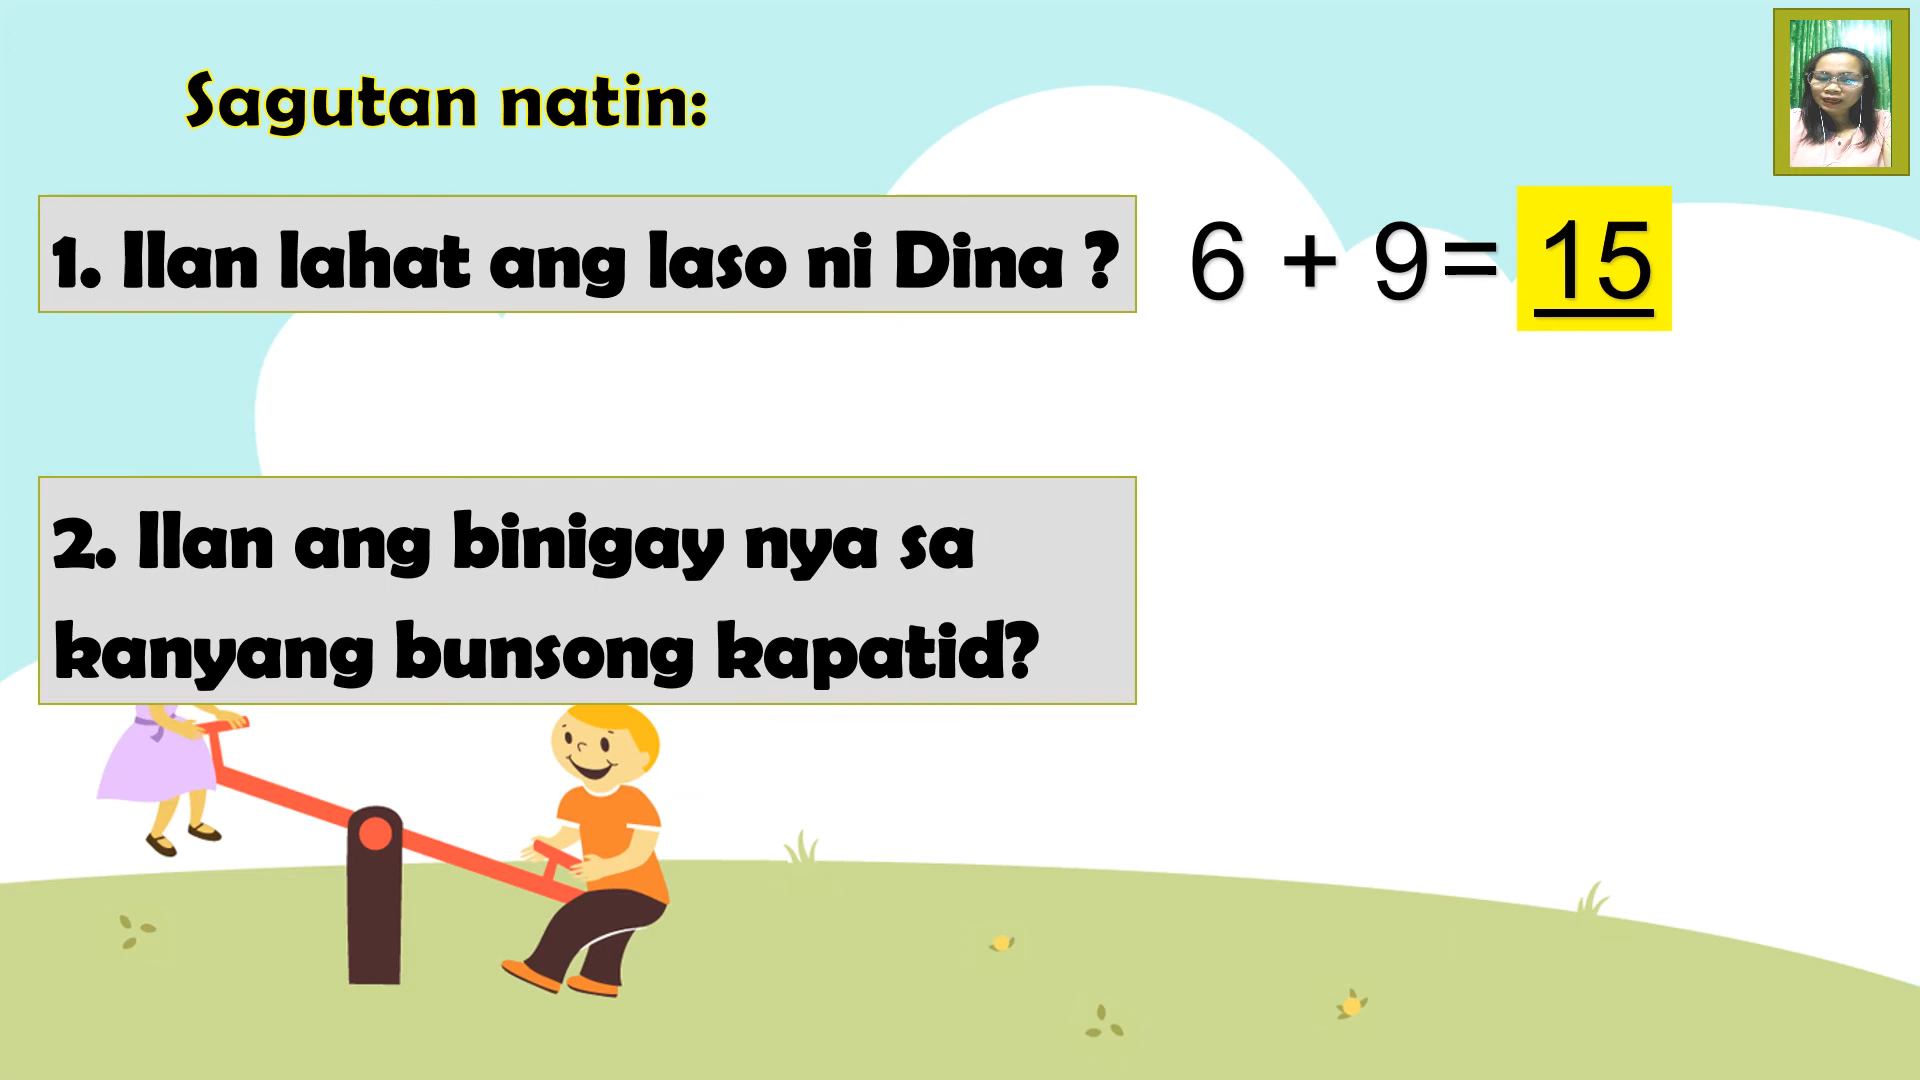 Sagutan natin:
1. Ilan lahat ang laso ni Dina ? 6 + 9= 15
2. Ilan ang binigay nya sa
kanyang bunsong kapatid?